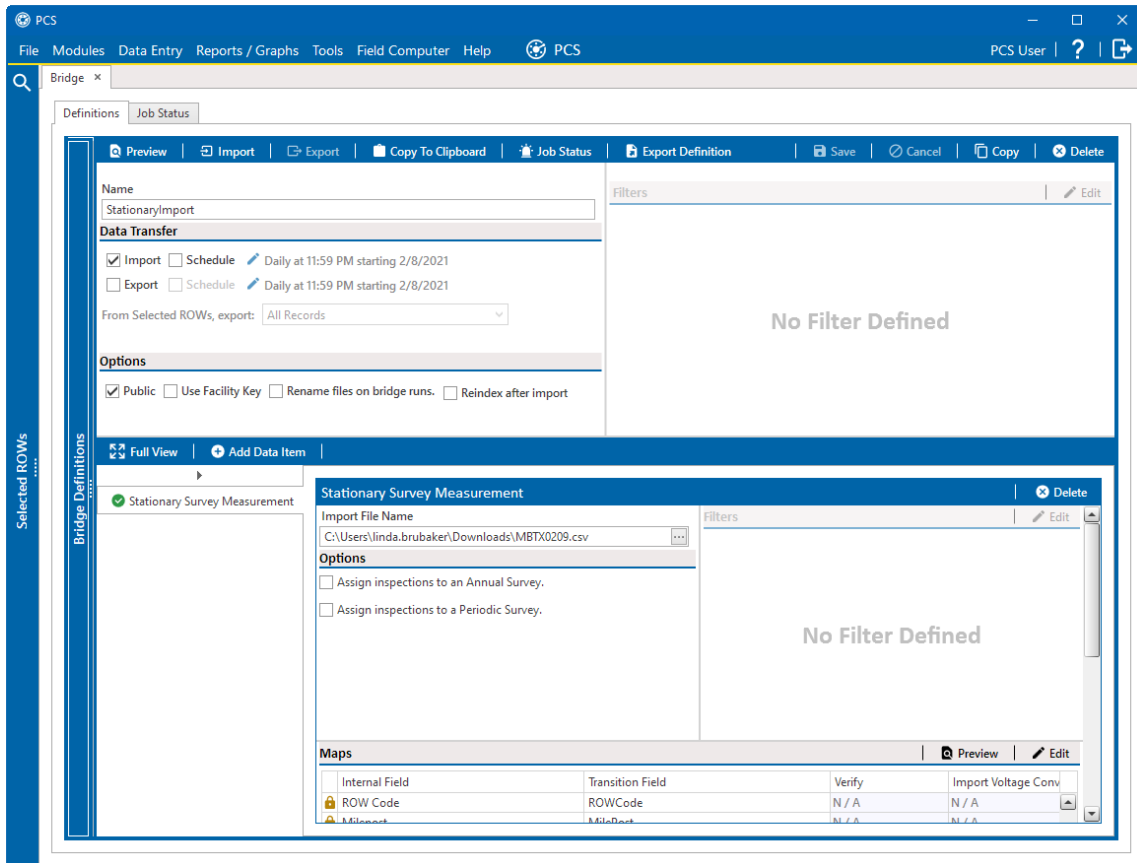 PCS
File Modules Data Entry Reports / Graphs Tools Field Computer Help PCS PCS User ?
Bridge ×
Definitions Job Status
Preview Import Export Copy To Clipboard Job Status Export Definition Save Cancel Copy Delete
Name
StationaryImport
Filters Edit
Data Transfer
Import Schedule Daily at 11:59 PM starting 2/8/2021
Export Schedule Daily at 11:59 PM starting 2/8/2021
From Selected ROWs, export: All Records
No Filter Defined
Options
Public Use Facility Key Rename files on bridge runs. Reindex after import
Selected ROWs
Bridge Definitions
Full View Add Data Item
Stationary Survey Measurement
Stationary Survey Measurement Delete
Import File Name
C:\Users\linda.brubaker\Downloads\MBTX0209.csv ...
Filters Edit
Options
Assign inspections to an Annual Survey.
Assign inspections to a Periodic Survey.
No Filter Defined
Maps Preview Edit
Internal Field Transition Field Verify Import Voltage Conv
ROW Code ROWCode N / A N / A
Milepost MilePost N / A N / A